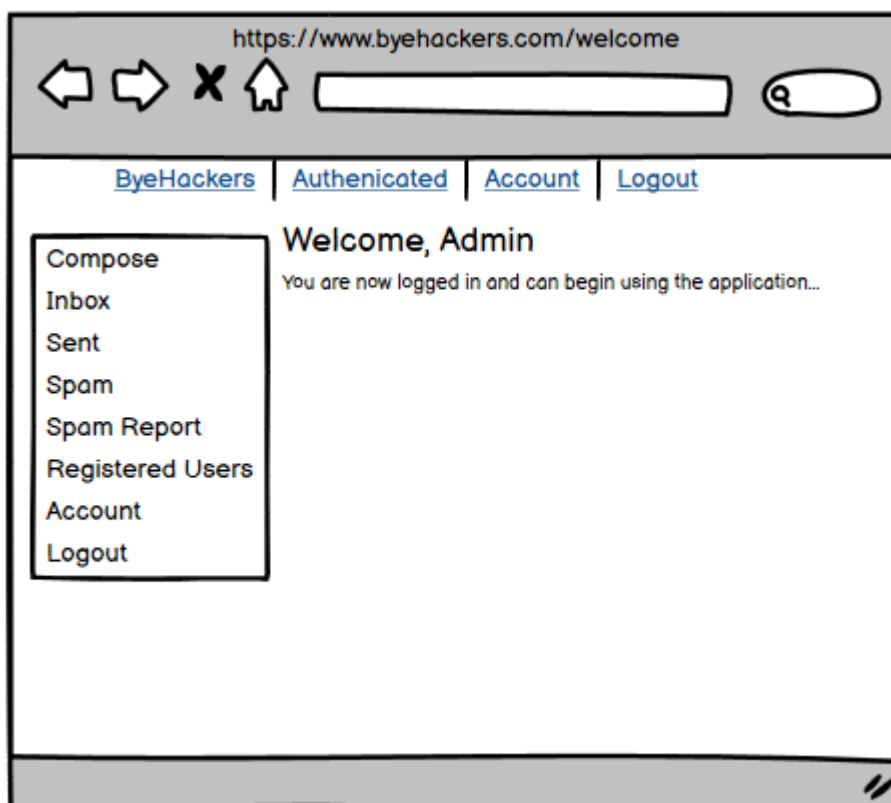 https://www.byehackers.com/welcome
ByeHackers Authenicated Account Logout
Welcome, Admin
You are now logged in and can begin using the application...
Compose
Inbox
Sent
Spam
Spam Report
Registered Users
Account
Logout